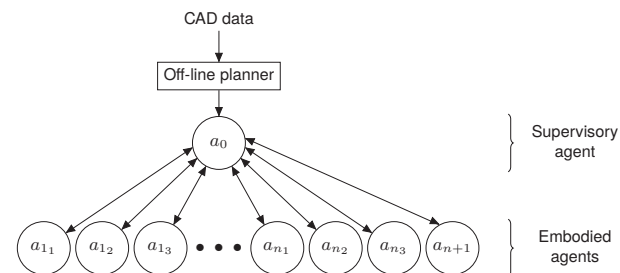 CAD data
Off-line planner
a₀
Supervisory
agent
a₁₁ a₁₂ a₁₃ • • • aₙ₁ aₙ₂ aₙ₃ aₙ₊₁
Embodied
agents